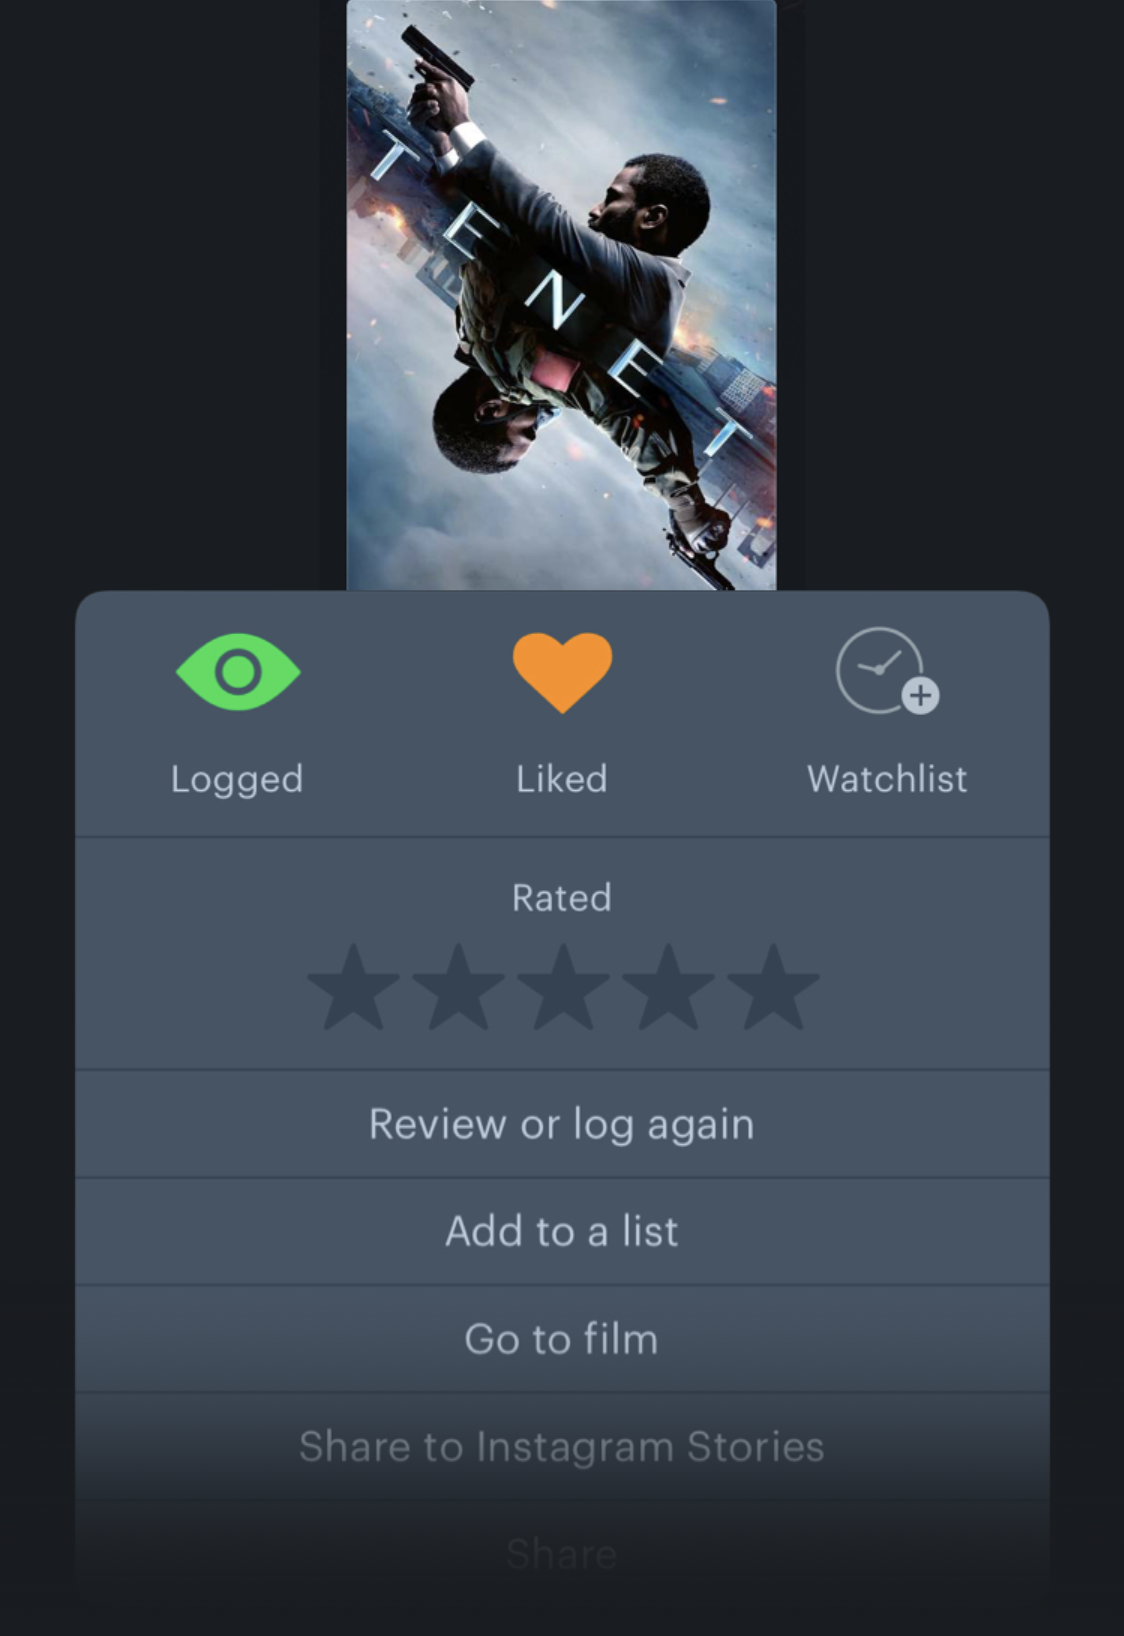 TENET
Logged
Liked
Watchlist
Rated
Review or log again
Add to a list
Go to film
Share to Instagram Stories
Share